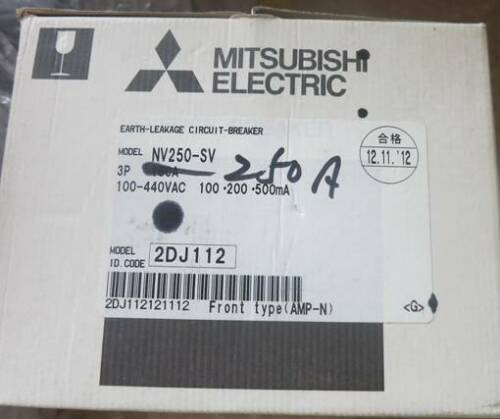 MITSUBISHI
ELECTRIC
EARTH-LEAKAGE CIRCUIT-BREAKER
MODEL NV250-SV
3P 250A
100-440VAC 100・200・500mA
合格
12.11.'12
MODEL
ID.CODE 2DJ112
2DJ112121112 Front type(AMP-N)
<G>